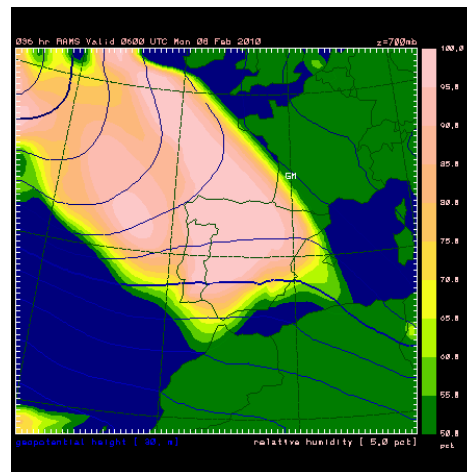 036 hr RAMS Valid 0600 UTC Mon 08 Feb 2010 z=700mb
100.0
95.0
90.0
85.0
80.0
75.0
70.0
65.0
60.0
55.0
50.0
pct
GM
geopotential height [ 30. m] relative humidity [ 5.0 pct]